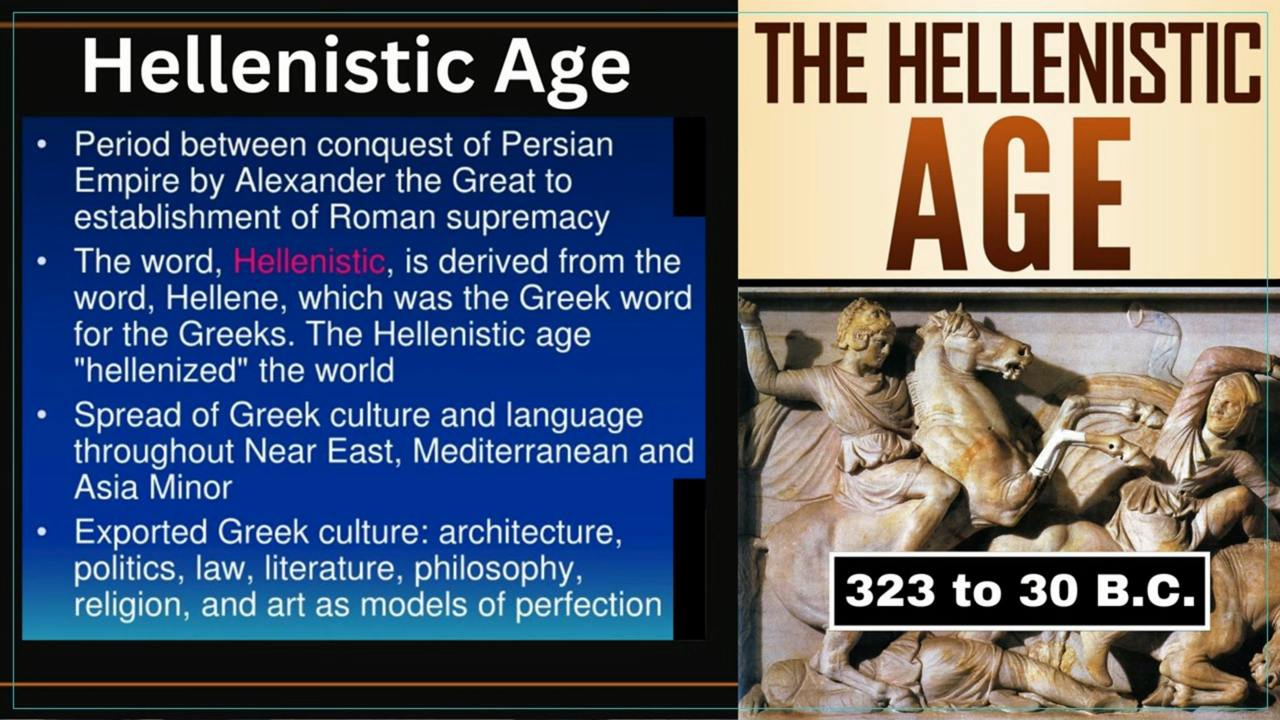 Hellenistic Age
• Period between conquest of Persian
Empire by Alexander the Great to
establishment of Roman supremacy
• The word, Hellenistic, is derived from the
word, Hellene, which was the Greek word
for the Greeks. The Hellenistic age
"hellenized" the world
• Spread of Greek culture and language
throughout Near East, Mediterranean and
Asia Minor
• Exported Greek culture: architecture,
politics, law, literature, philosophy,
religion, and art as models of perfection
THE HELLENISTIC
AGE
323 to 30 B.C.